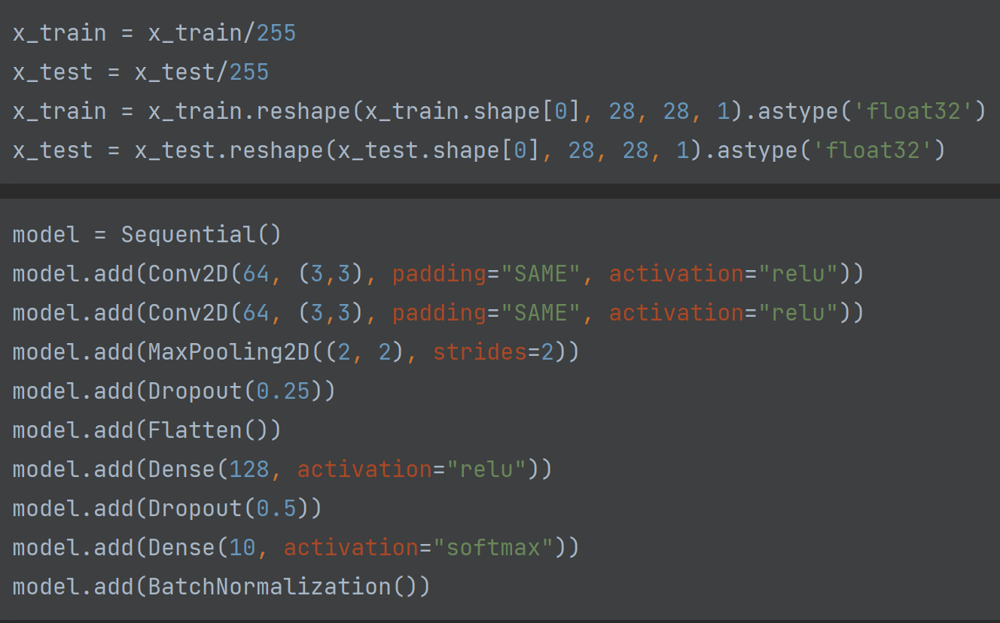 x_train = x_train/255
x_test = x_test/255
x_train = x_train.reshape(x_train.shape[0], 28, 28, 1).astype('float32')
x_test = x_test.reshape(x_test.shape[0], 28, 28, 1).astype('float32')
model = Sequential()
model.add(Conv2D(64, (3,3), padding="SAME", activation="relu"))
model.add(Conv2D(64, (3,3), padding="SAME", activation="relu"))
model.add(MaxPooling2D((2, 2), strides=2))
model.add(Dropout(0.25))
model.add(Flatten())
model.add(Dense(128, activation="relu"))
model.add(Dropout(0.5))
model.add(Dense(10, activation="softmax"))
model.add(BatchNormalization())